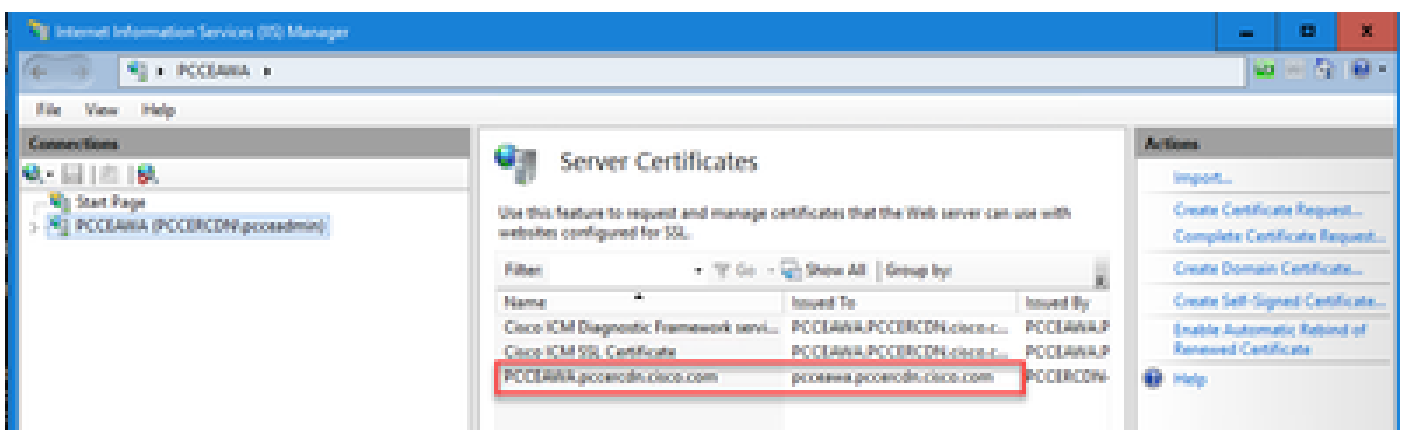 Internet Information Services (IIS) Manager
PCCEAWA
File View Help
Connections
Start Page
PCCEAWA (PCCERCDN\pcceadmin)
Server Certificates
Use this feature to request and manage certificates that the Web server can use with
websites configured for SSL.
Filter: Go Show All Group by:
Name Issued To Issued By
Cisco ICM Diagnostic Framework servi... PCCEAWA.PCCERCDN.cisco.c... PCCEAWA.P
Cisco ICM SSL Certificate PCCEAWA.PCCERCDN.cisco.c... PCCEAWA.P
PCCEAWA.pccercdn.cisco.com pcceawa.pccercdn.cisco.com PCCERCDN-
Actions
Import...
Create Certificate Request...
Complete Certificate Request...
Create Domain Certificate...
Create Self-Signed Certificate...
Enable Automatic Rebind of
Renewed Certificate
Help